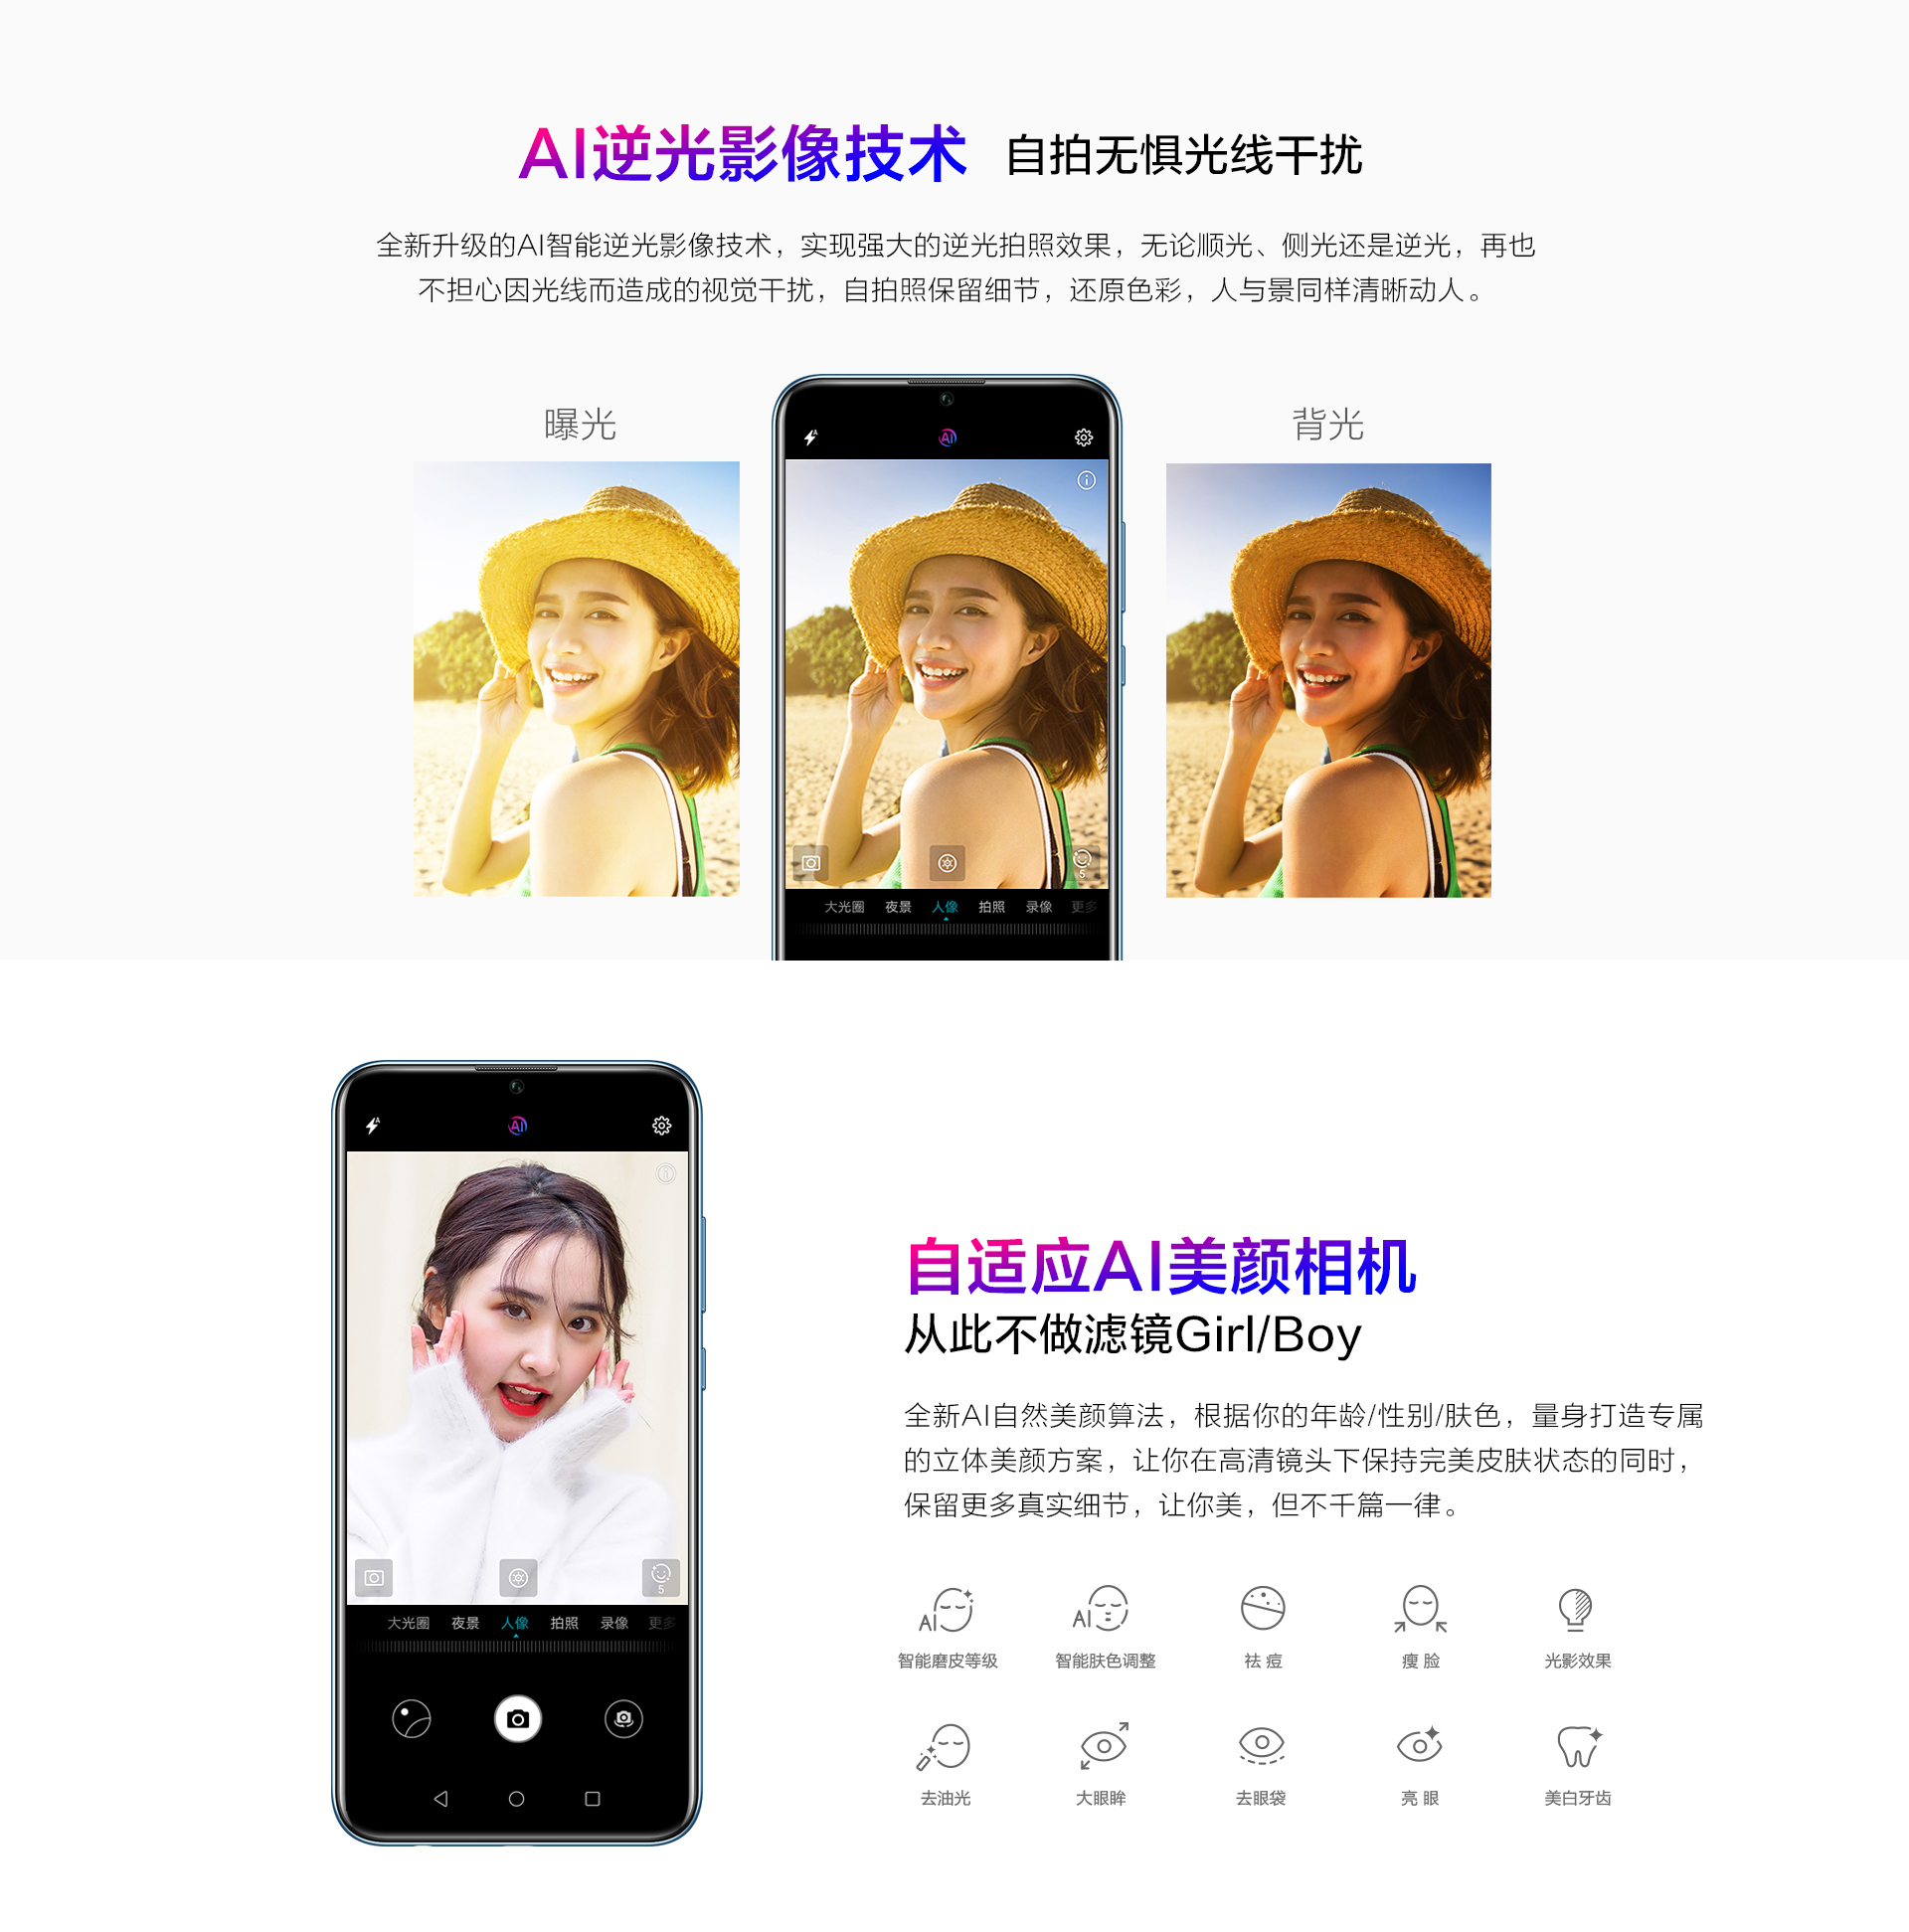 AI逆光影像技术 自拍无惧光线干扰
全新升级的AI智能逆光影像技术，实现强大的逆光拍照效果，无论顺光、侧光还是逆光，再也
不担心因光线而造成的视觉干扰，自拍照保留细节，还原色彩，人与景同样清晰动人。
曝光
背光
A
AI
5
大光圈 夜景 人像 拍照 录像 更多
A
AI
5
大光圈 夜景 人像 拍照 录像 更多
自适应AI美颜相机
从此不做滤镜Girl/Boy
全新AI自然美颜算法，根据你的年龄/性别/肤色，量身打造专属
的立体美颜方案，让你在高清镜头下保持完美皮肤状态的同时，
保留更多真实细节，让你美，但不千篇一律。
AI AI
智能磨皮等级 智能肤色调整 祛 痘 瘦 脸 光影效果
去油光 大眼眸 去眼袋 亮 眼 美白牙齿